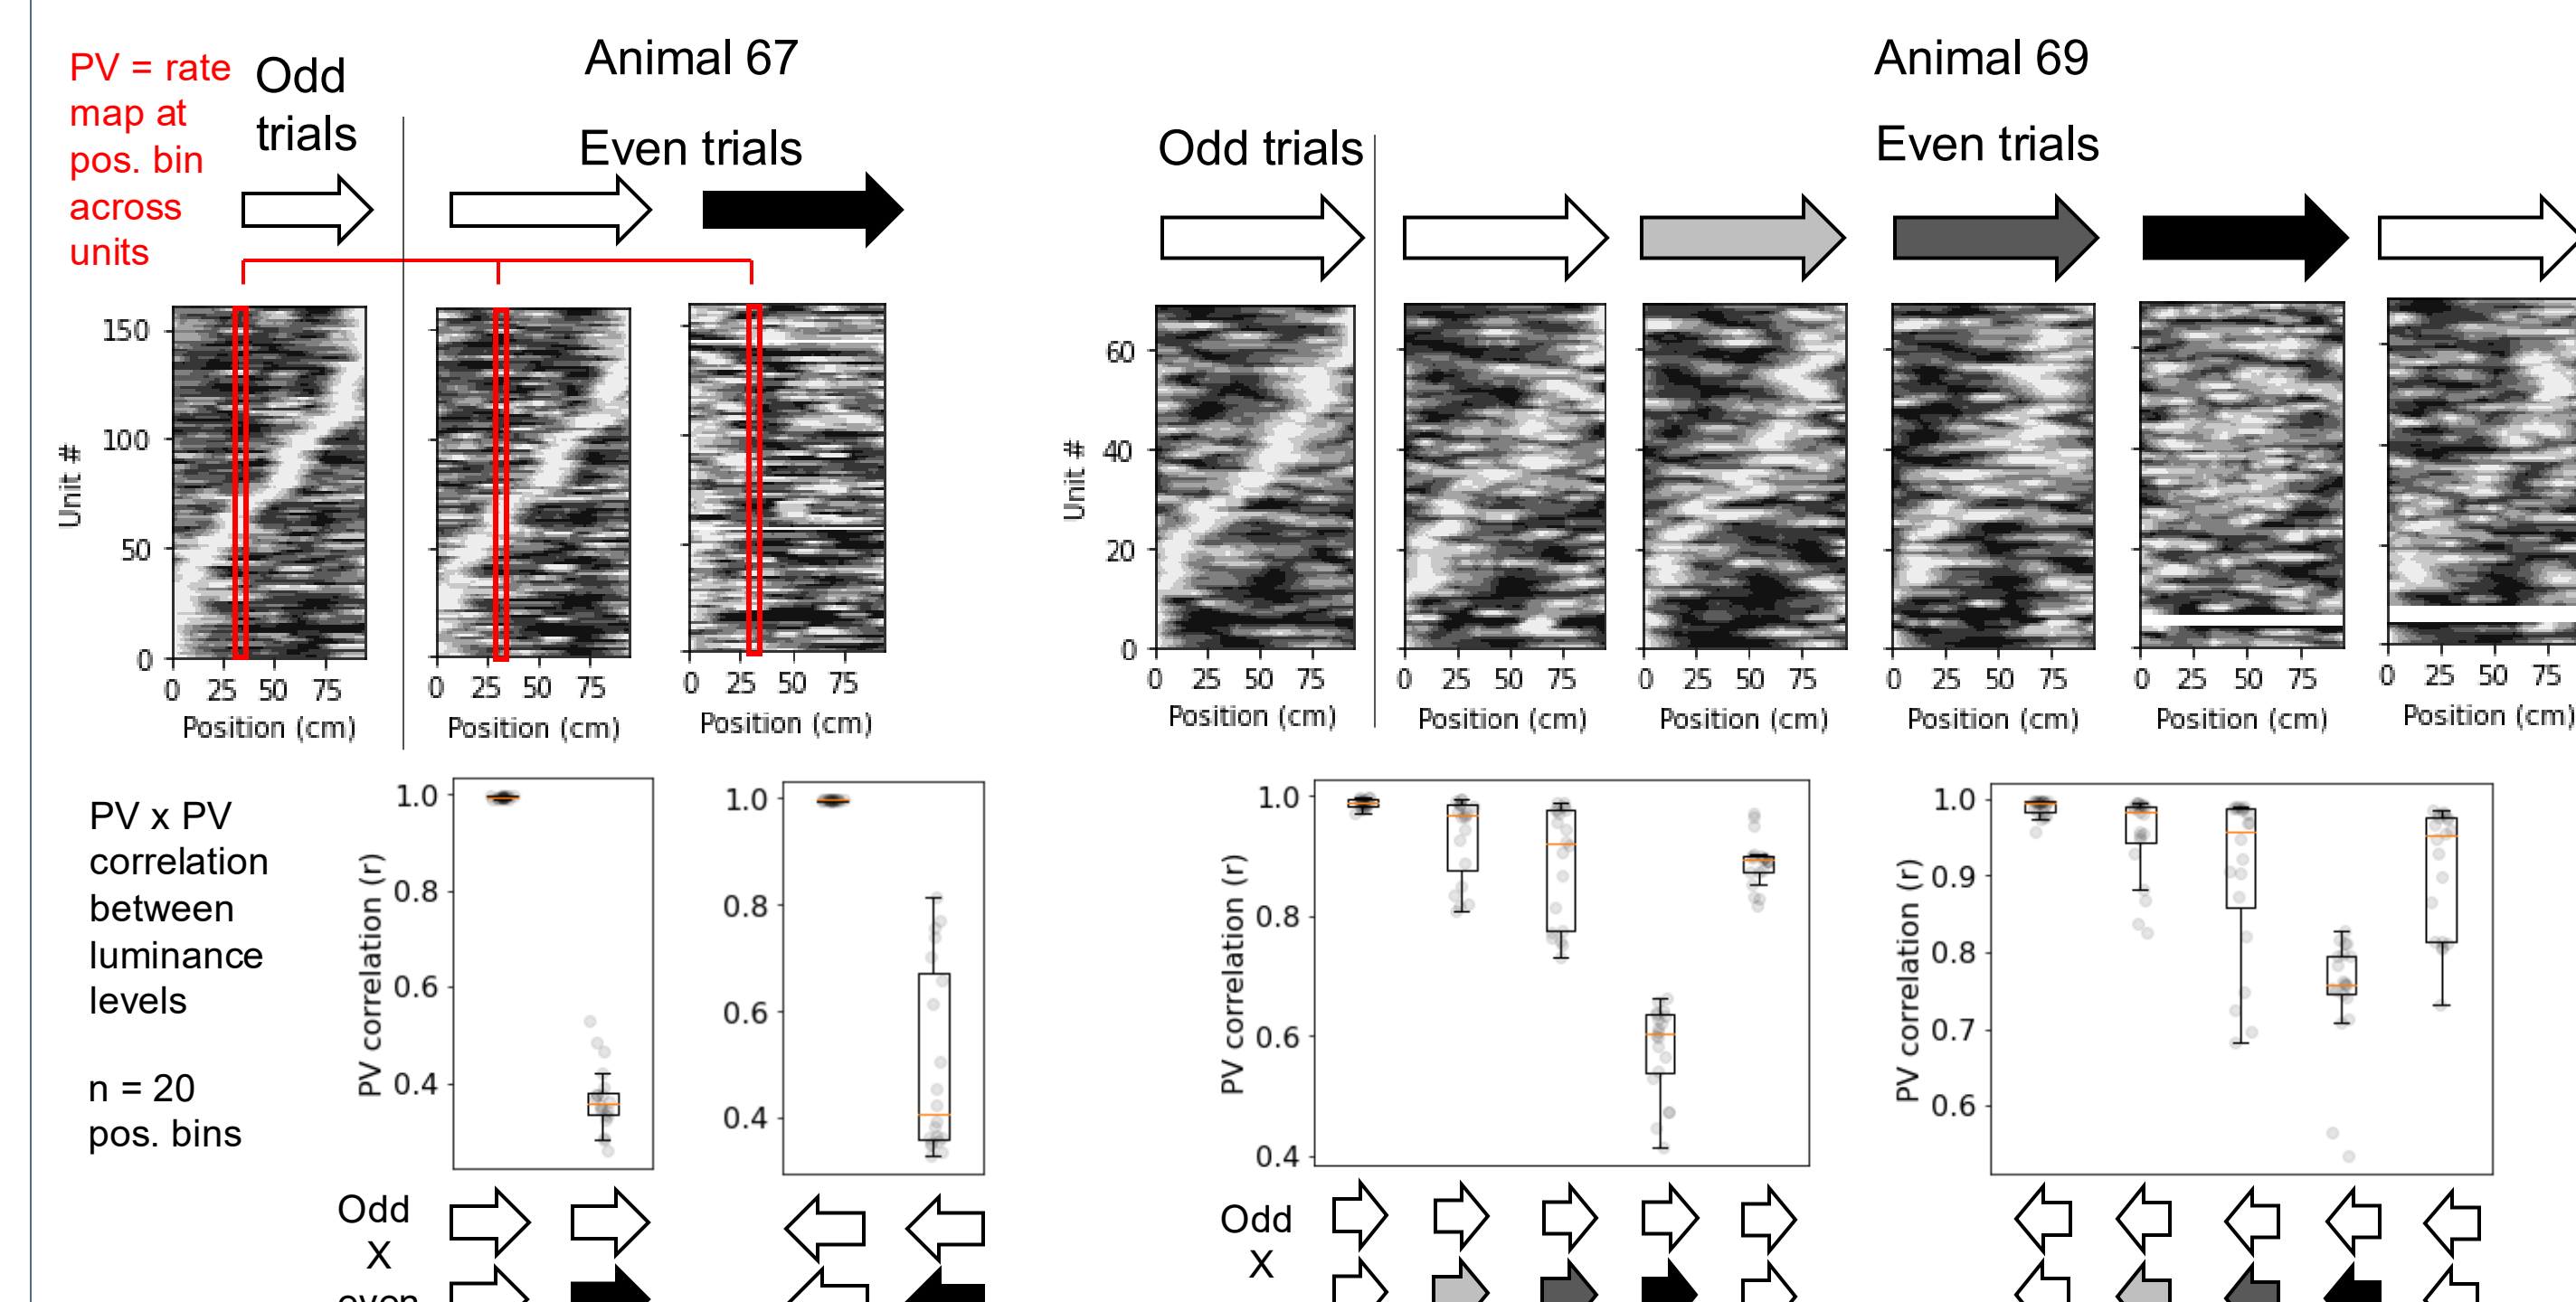 PV = rate
map at
pos. bin
across
units
Odd
trials
Animal 67
Even trials
Animal 69
Odd trials
Even trials
150
100
50
0
Unit #
0 25 50 75
Position (cm)
0 25 50 75
Position (cm)
0 25 50 75
Position (cm)
60
40
20
0
Unit #
0 25 50 75
Position (cm)
0 25 50 75
Position (cm)
0 25 50 75
Position (cm)
0 25 50 75
Position (cm)
0 25 50 75
Position (cm)
0 25 50 75
Position (cm)
PV x PV
correlation
between
luminance
levels
n = 20
pos. bins
PV correlation (r)
1.0
0.8
0.6
0.4
1.0
0.8
0.6
0.4
PV correlation (r)
1.0
0.8
0.6
0.4
PV correlation (r)
1.0
0.9
0.8
0.7
0.6
Odd
X
even
Odd
X